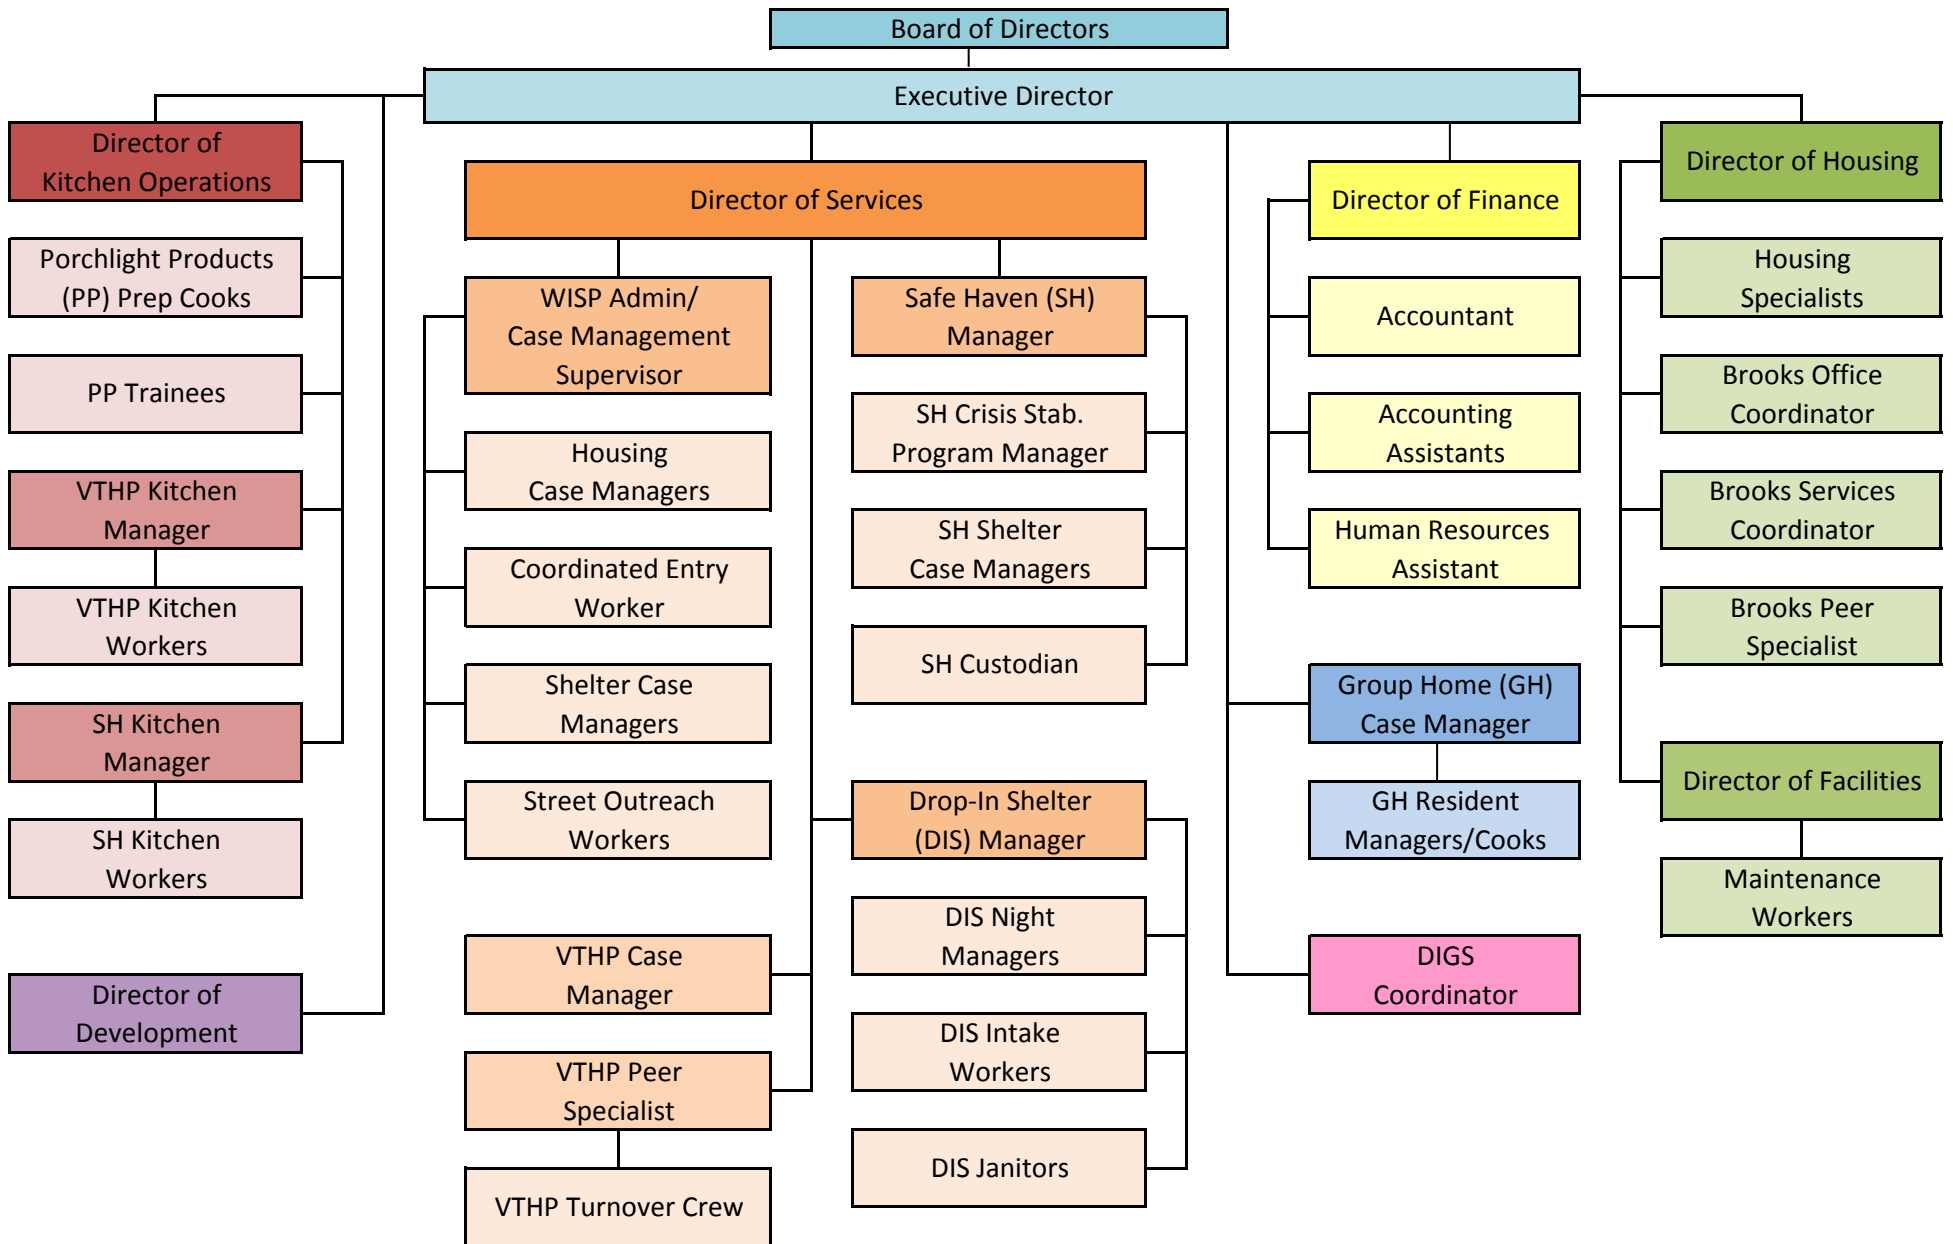 Board of Directors
Executive Director
Director of
Kitchen Operations
Porchlight Products
(PP) Prep Cooks
PP Trainees
VTHP Kitchen
Manager
VTHP Kitchen
Workers
SH Kitchen
Manager
SH Kitchen
Workers
Director of
Development
Director of Services
WISP Admin/
Case Management
Supervisor
Housing
Case Managers
Coordinated Entry
Worker
Shelter Case
Managers
Street Outreach
Workers
VTHP Case
Manager
VTHP Peer
Specialist
VTHP Turnover Crew
Safe Haven (SH)
Manager
SH Crisis Stab.
Program Manager
SH Shelter
Case Managers
SH Custodian
Drop-In Shelter
(DIS) Manager
DIS Night
Managers
DIS Intake
Workers
DIS Janitors
Director of Finance
Accountant
Accounting
Assistants
Human Resources
Assistant
Group Home (GH)
Case Manager
GH Resident
Managers/Cooks
DIGS
Coordinator
Director of Housing
Housing
Specialists
Brooks Office
Coordinator
Brooks Services
Coordinator
Brooks Peer
Specialist
Director of Facilities
Maintenance
Workers